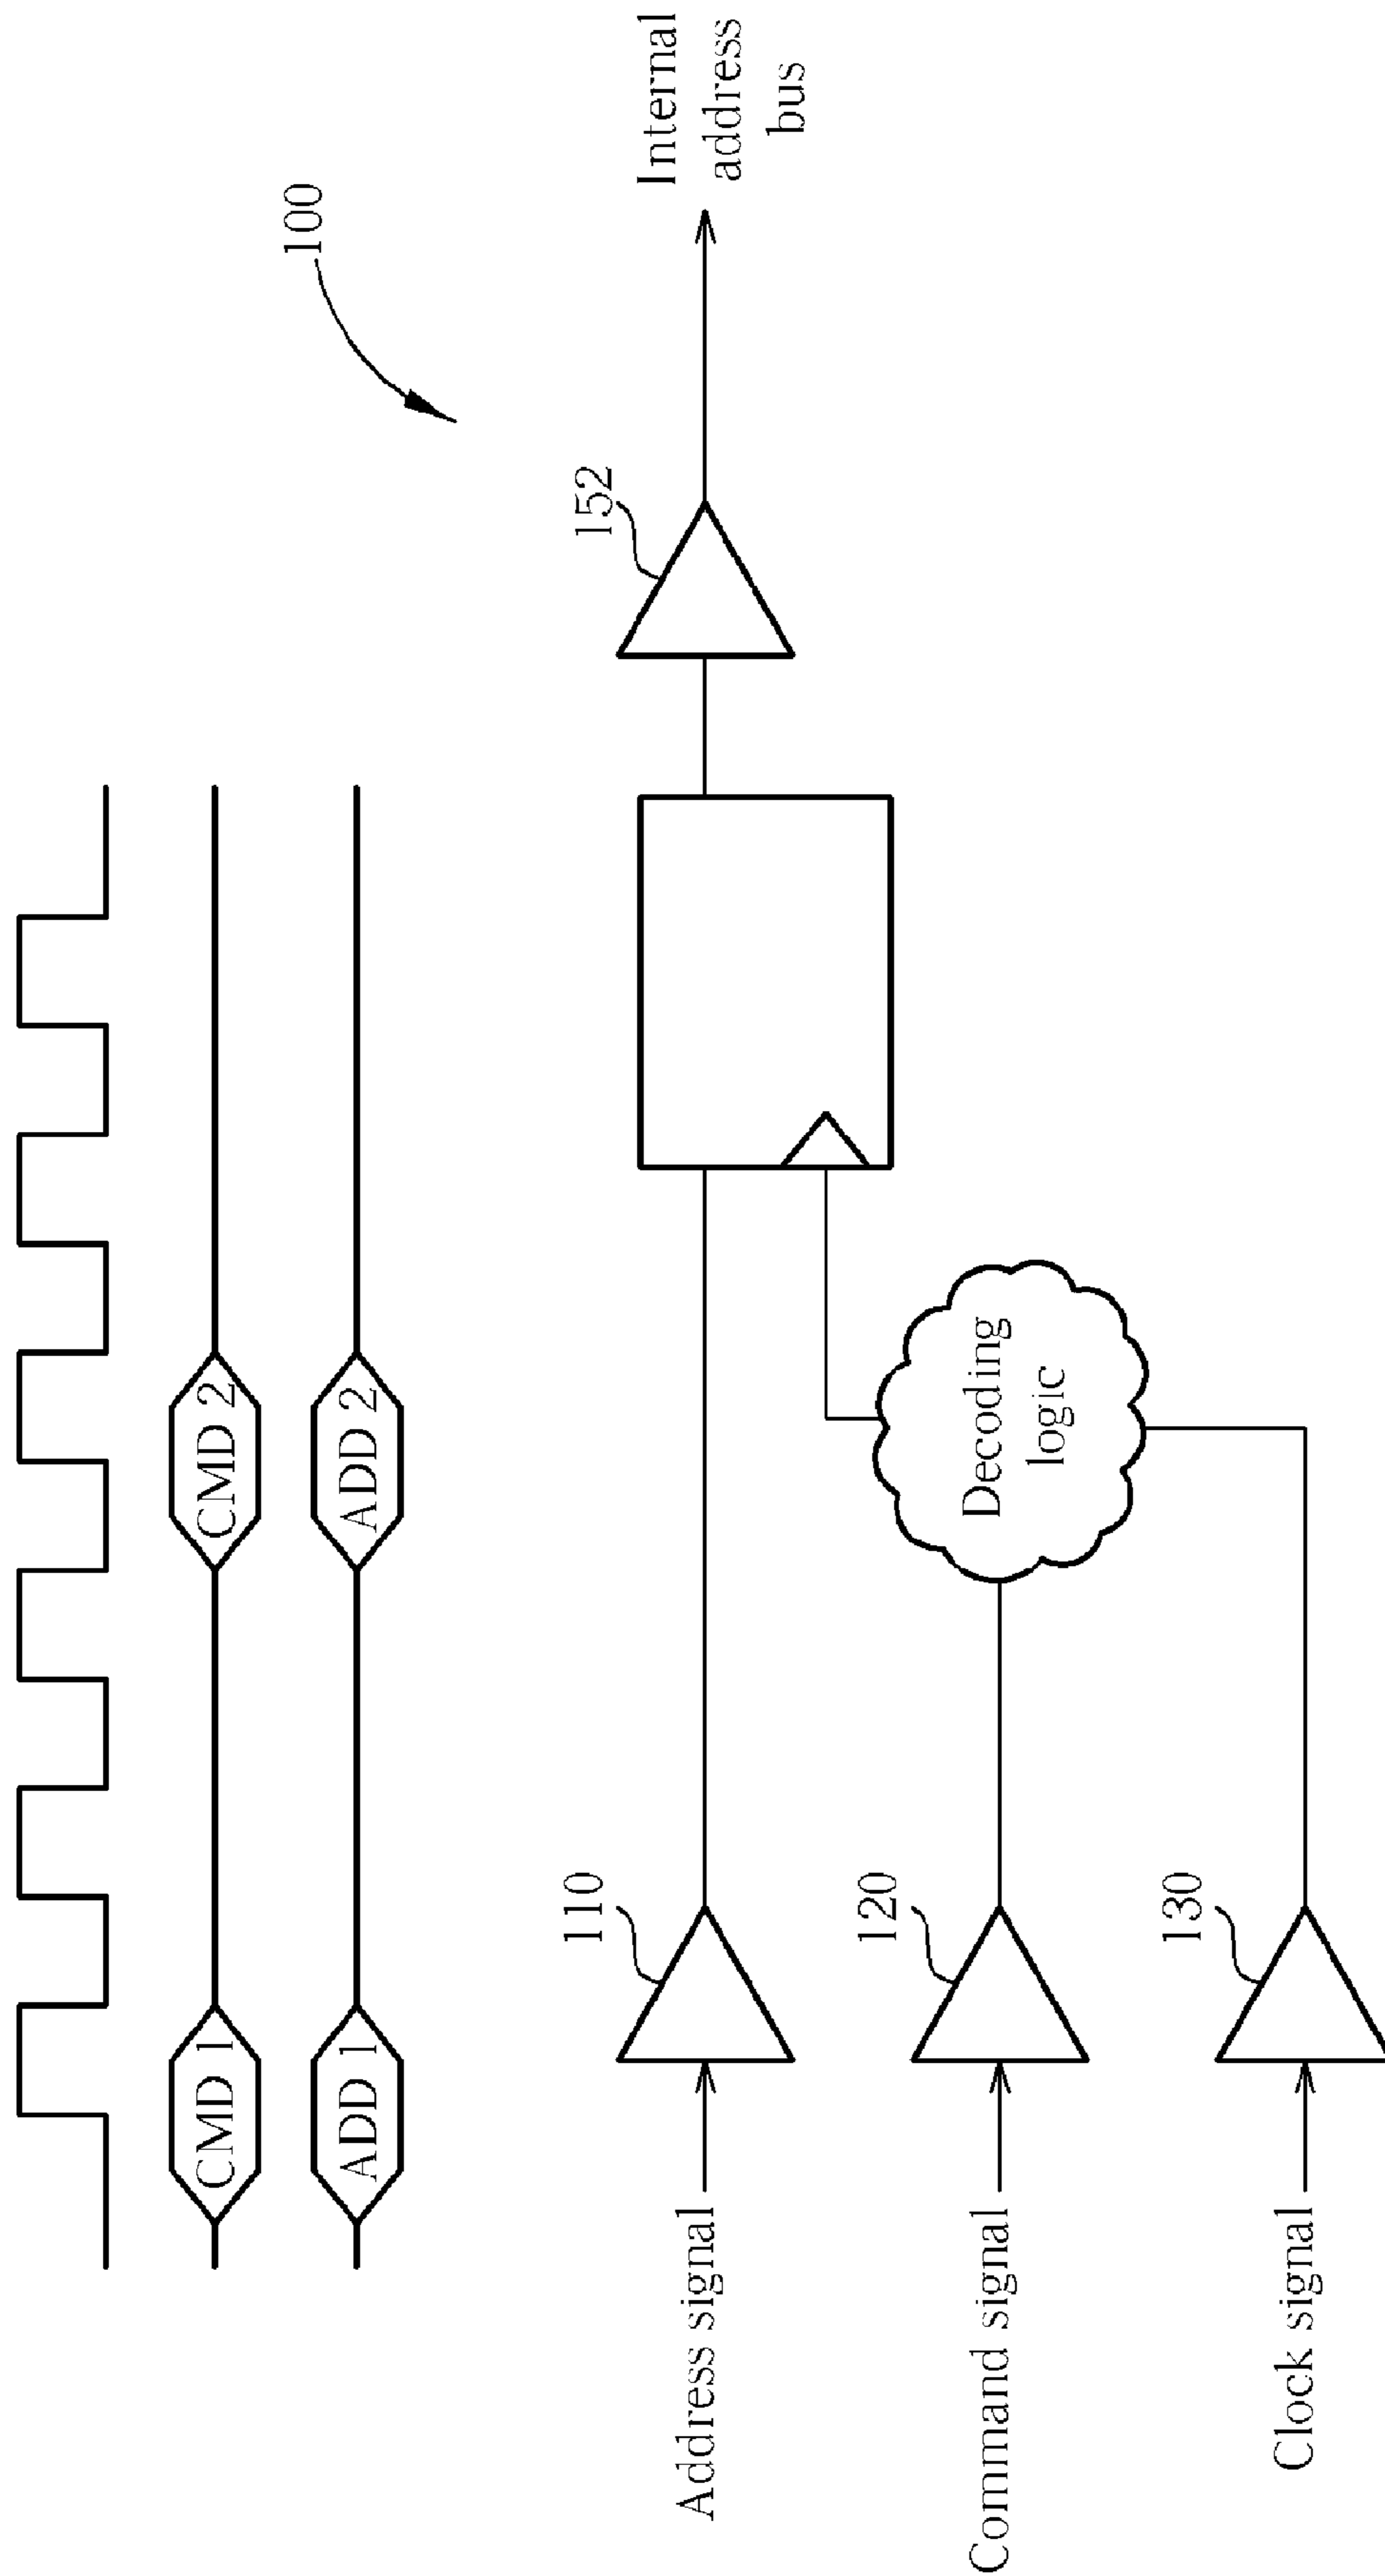 CMD 1
CMD 2
ADD 1
ADD 2
100
Address signal
110
152
Internal
address
bus
Command signal
120
Decoding
logic
Clock signal
130